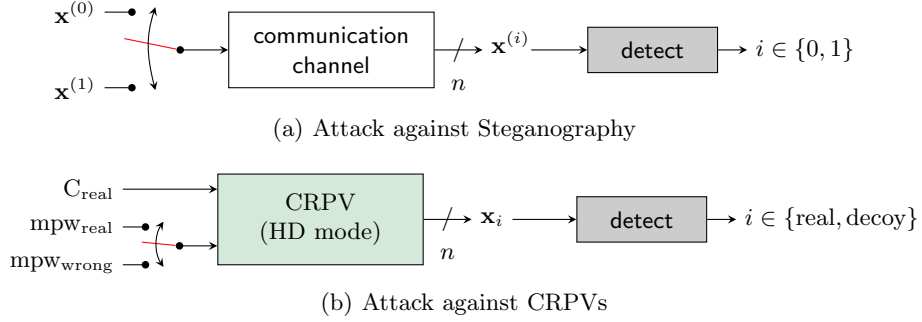 x^(0)
x^(1)
communication
channel
n
x^(i)
detect
i ∈ {0, 1}
(a) Attack against Steganography
C_real
mpw_real
mpw_wrong
CRPV
(HD mode)
n
x_i
detect
i ∈ {real, decoy}
(b) Attack against CRPVs